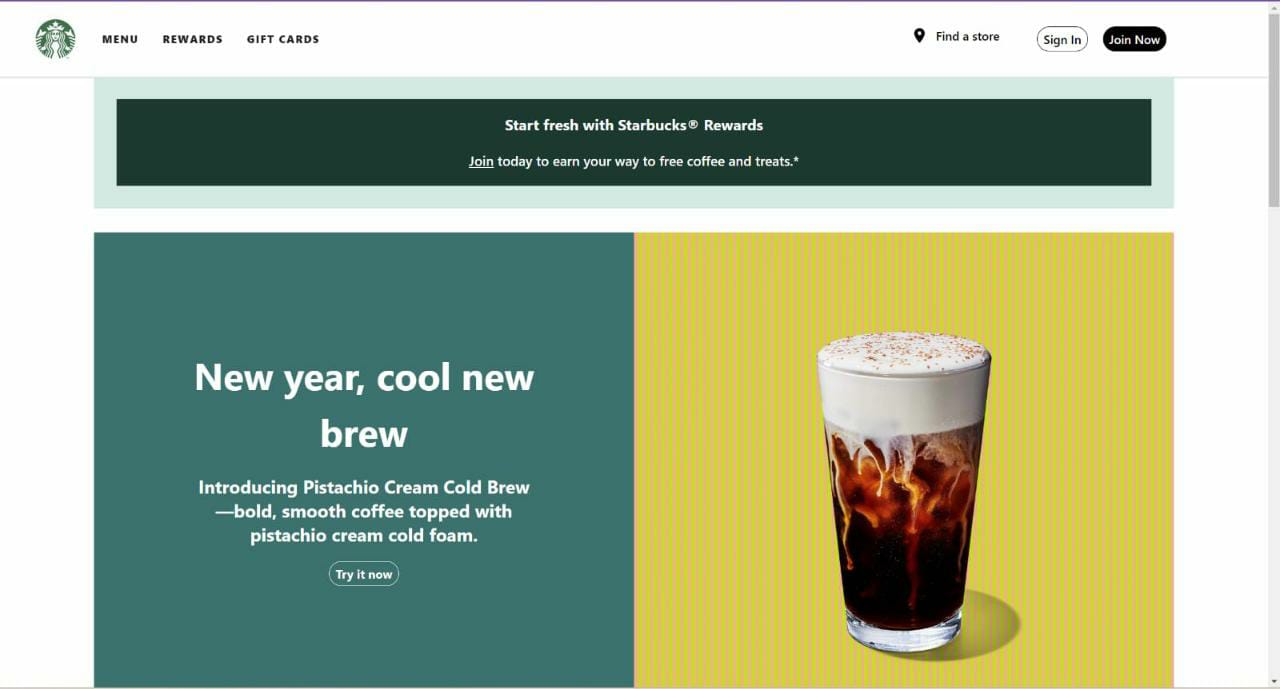 MENU REWARDS GIFT CARDS Find a store Sign In Join Now
Start fresh with Starbucks® Rewards
Join today to earn your way to free coffee and treats.*
New year, cool new
brew
Introducing Pistachio Cream Cold Brew
—bold, smooth coffee topped with
pistachio cream cold foam.
Try it now